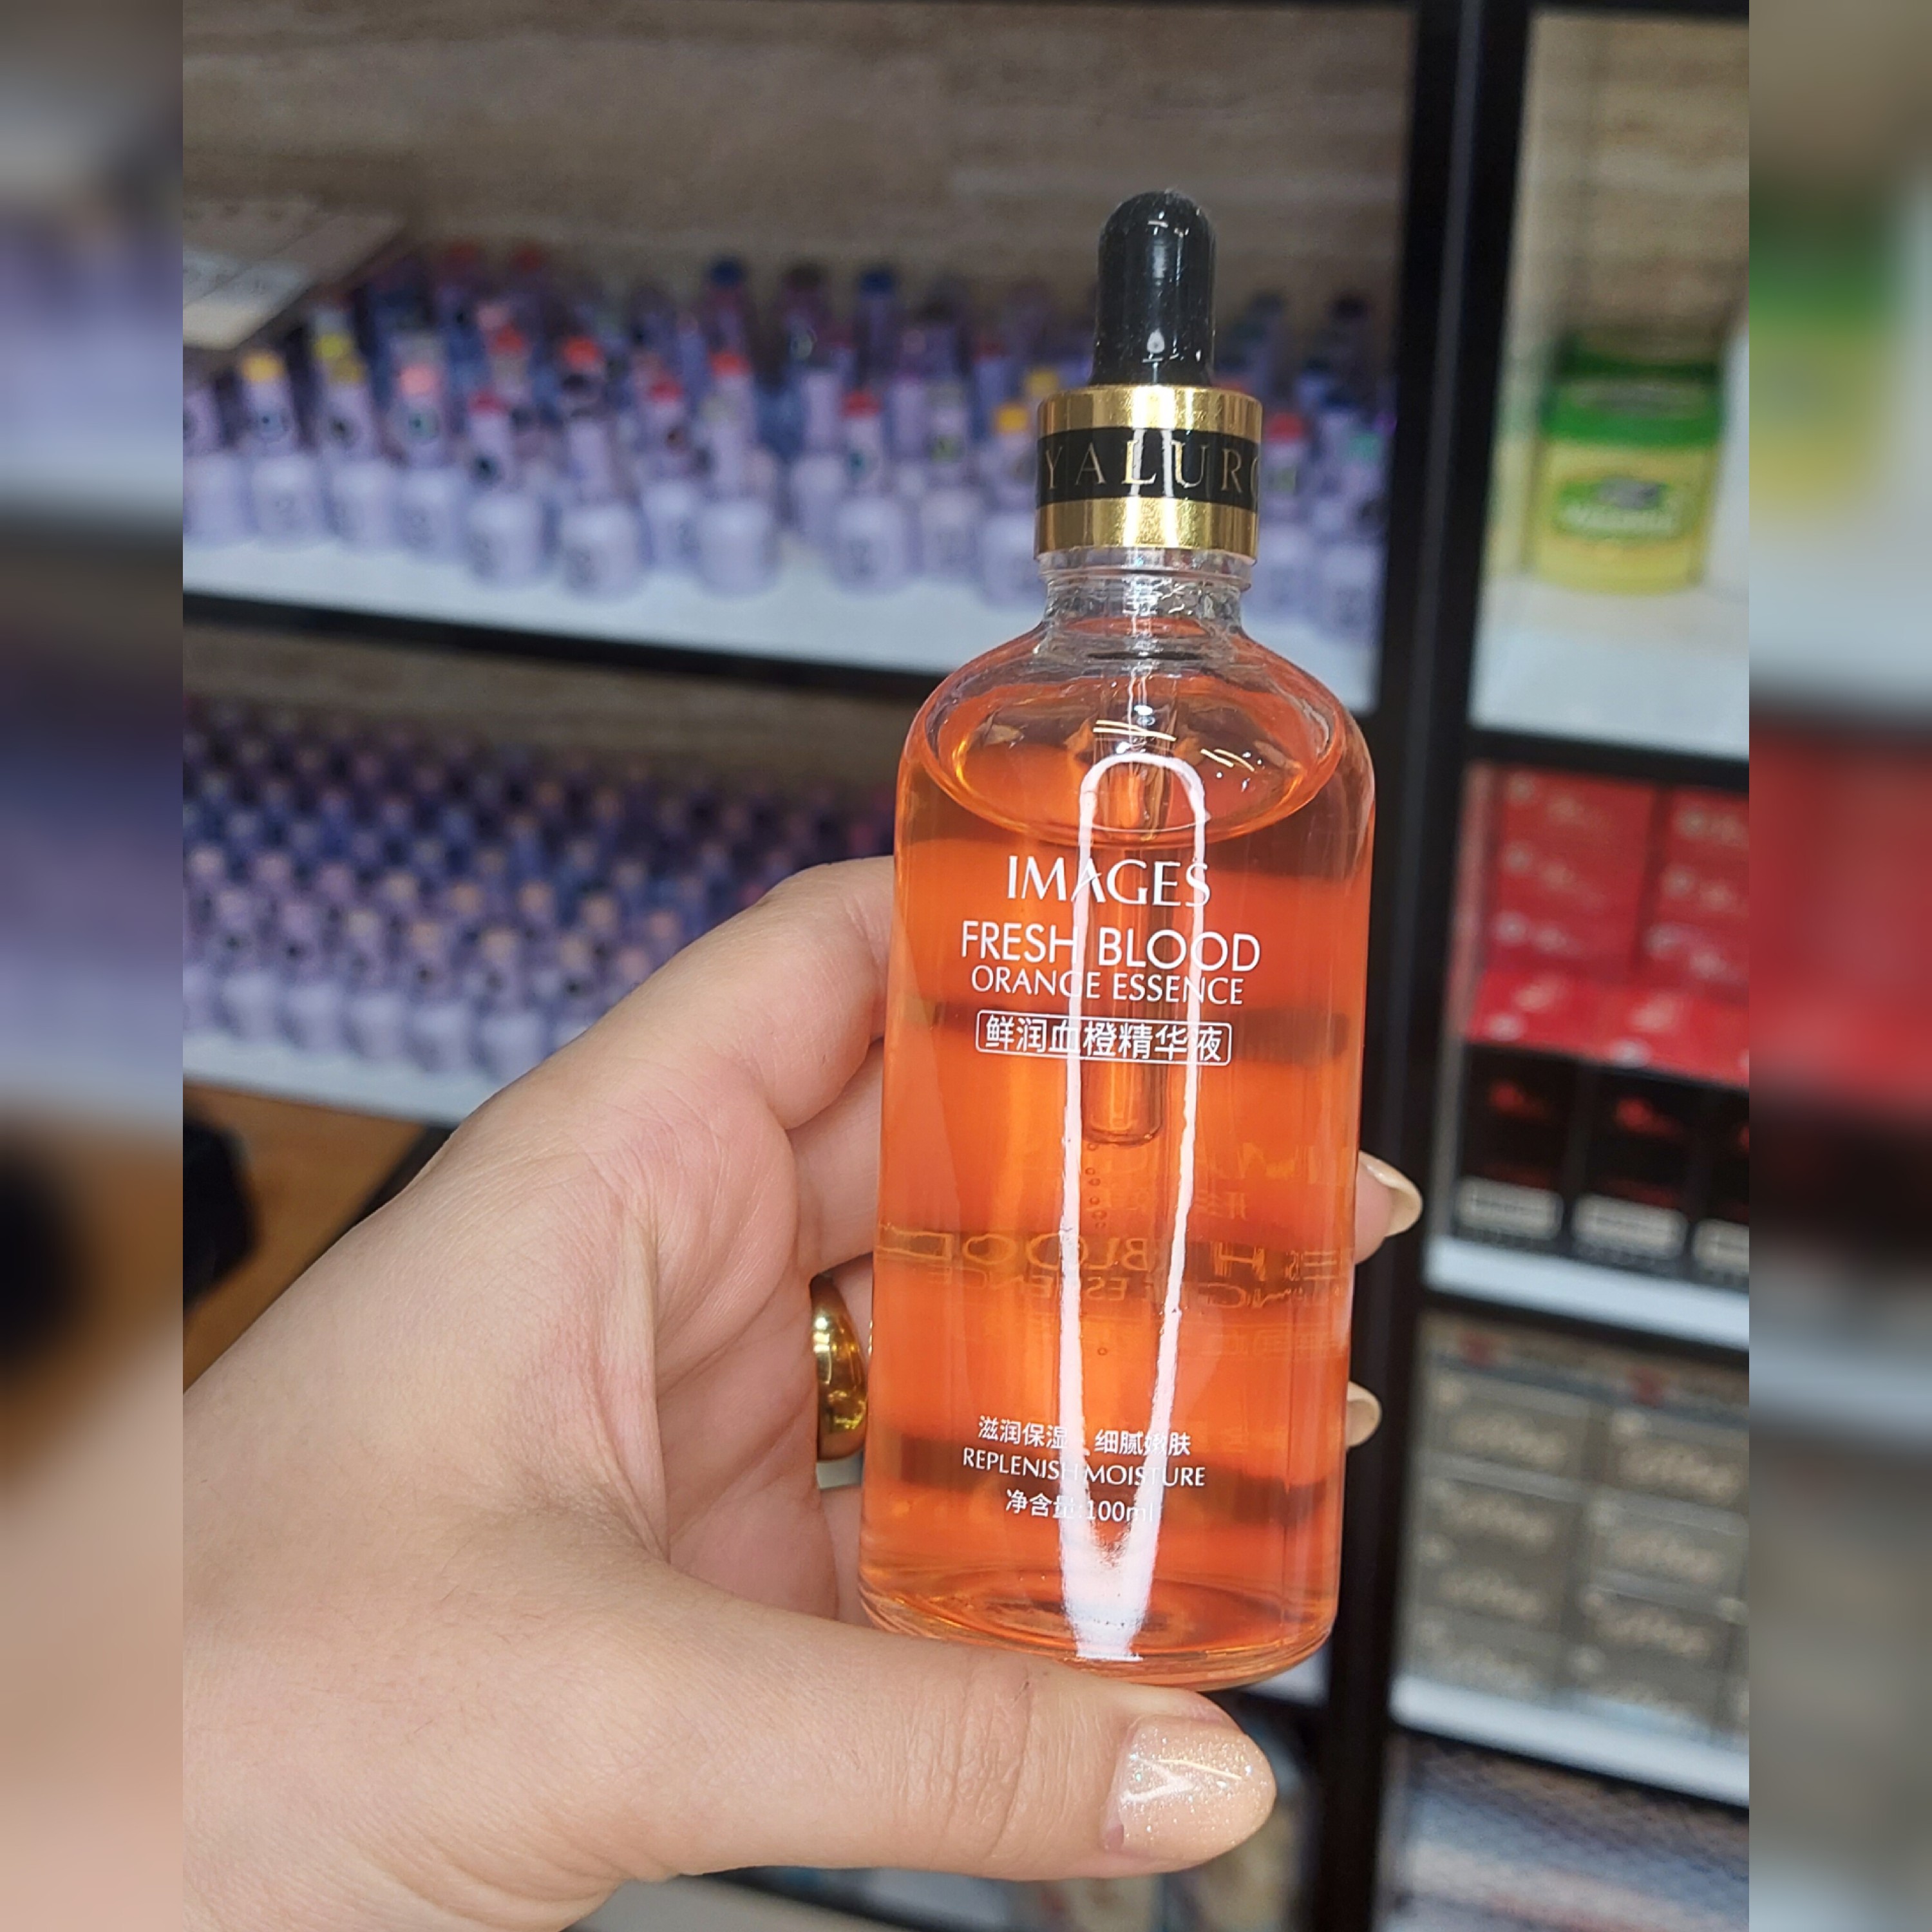 YALURO
IMAGES
FRESH BLOOD
ORANGE ESSENCE
鲜润血橙精华液
滋润保湿 细腻嫩肤
REPLENISH MOISTURE
净含量:100ml